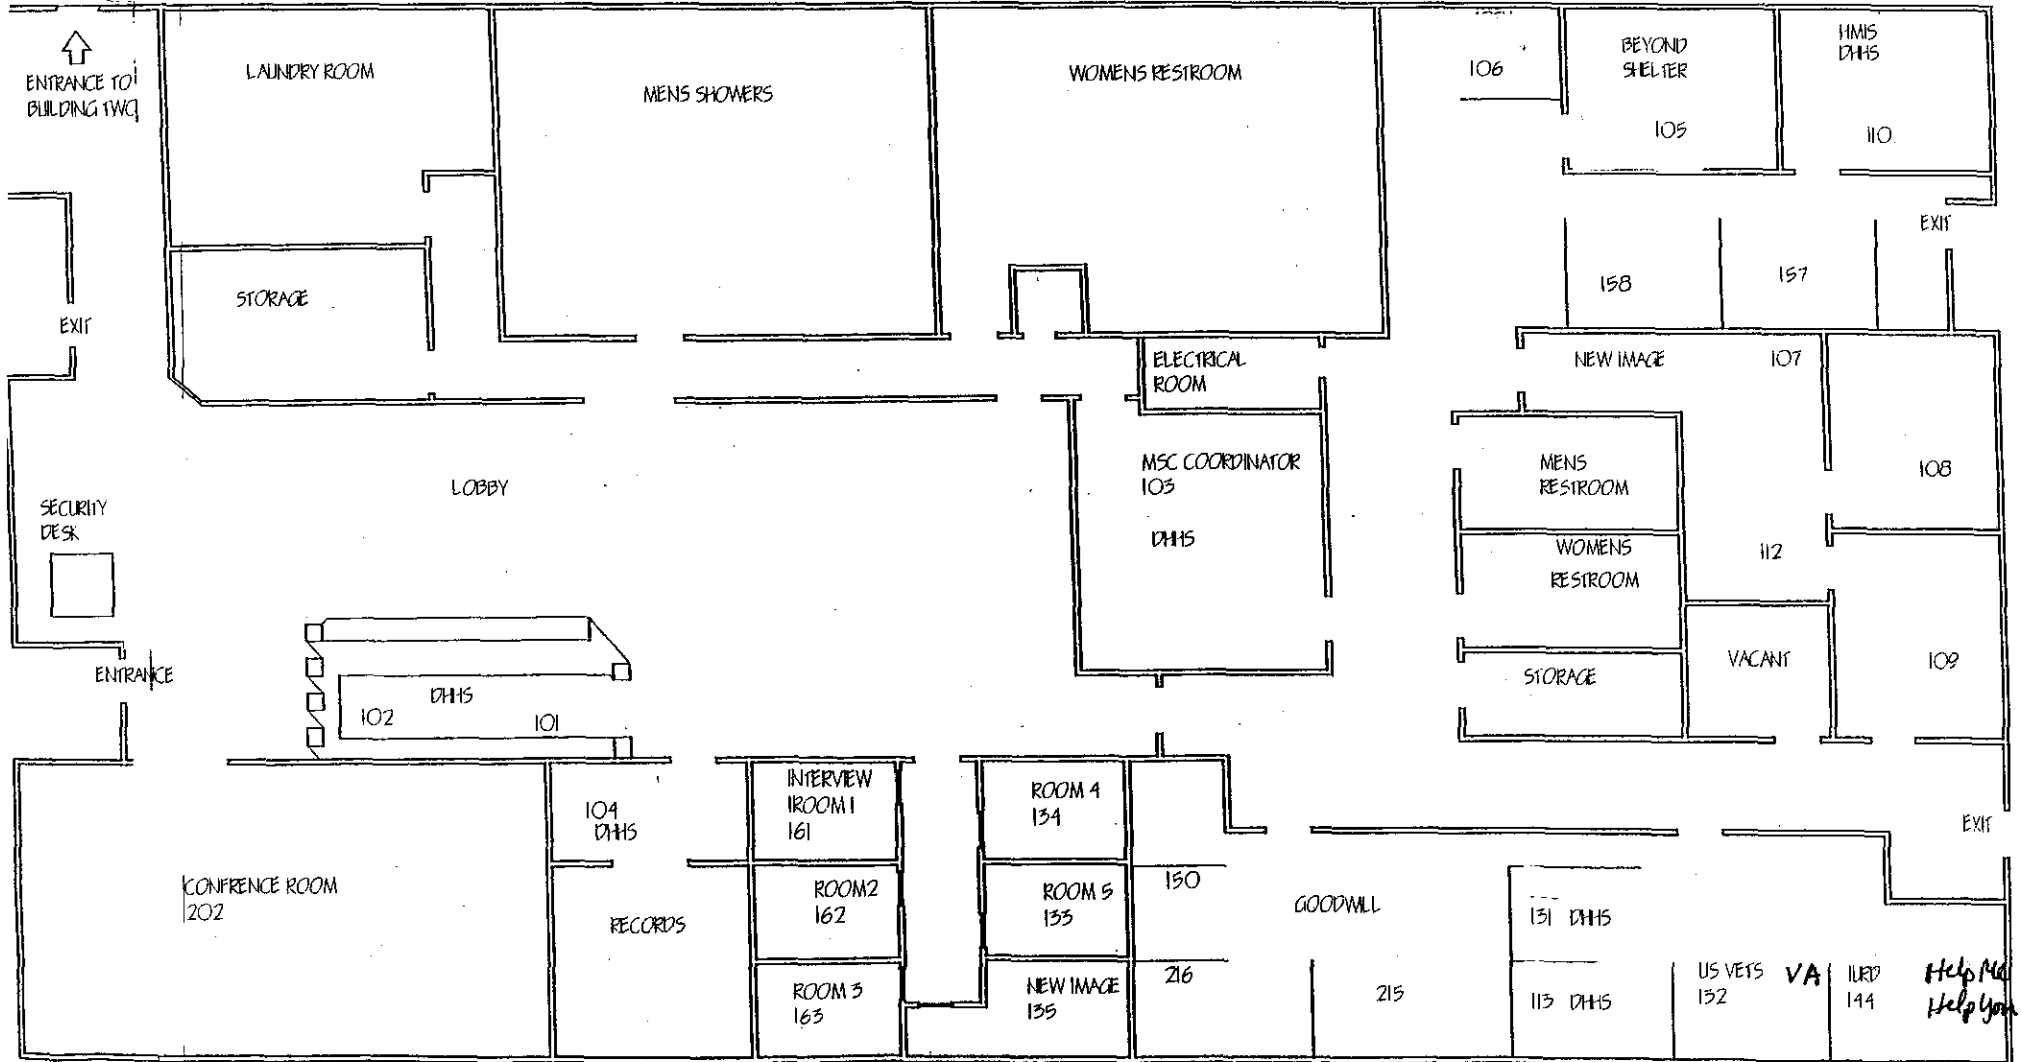 ENTRANCE TO
BUILDING TWO
LAUNDRY ROOM
MENS SHOWERS
WOMENS RESTROOM
106
BEYOND
SHELTER
105
HMIS
DHHS
110
EXIT
STORAGE
EXIT
158
157
ELECTRICAL
ROOM
NEW IMAGE
107
108
LOBBY
MSC COORDINATOR
103
DHHS
MENS
RESTROOM
SECURITY
DESK
WOMENS
RESTROOM
112
ENTRANCE
DHHS
102
101
STORAGE
VACANT
109
104
DHHS
INTERVIEW
ROOM 1
161
ROOM 4
134
EXIT
CONFRENCE ROOM
202
RECORDS
ROOM2
162
ROOM 5
133
150
GOODWILL
131 DHHS
ROOM 3
163
NEW IMAGE
135
216
215
113 DHHS
US VETS VA
132
144
Help Me
Help You